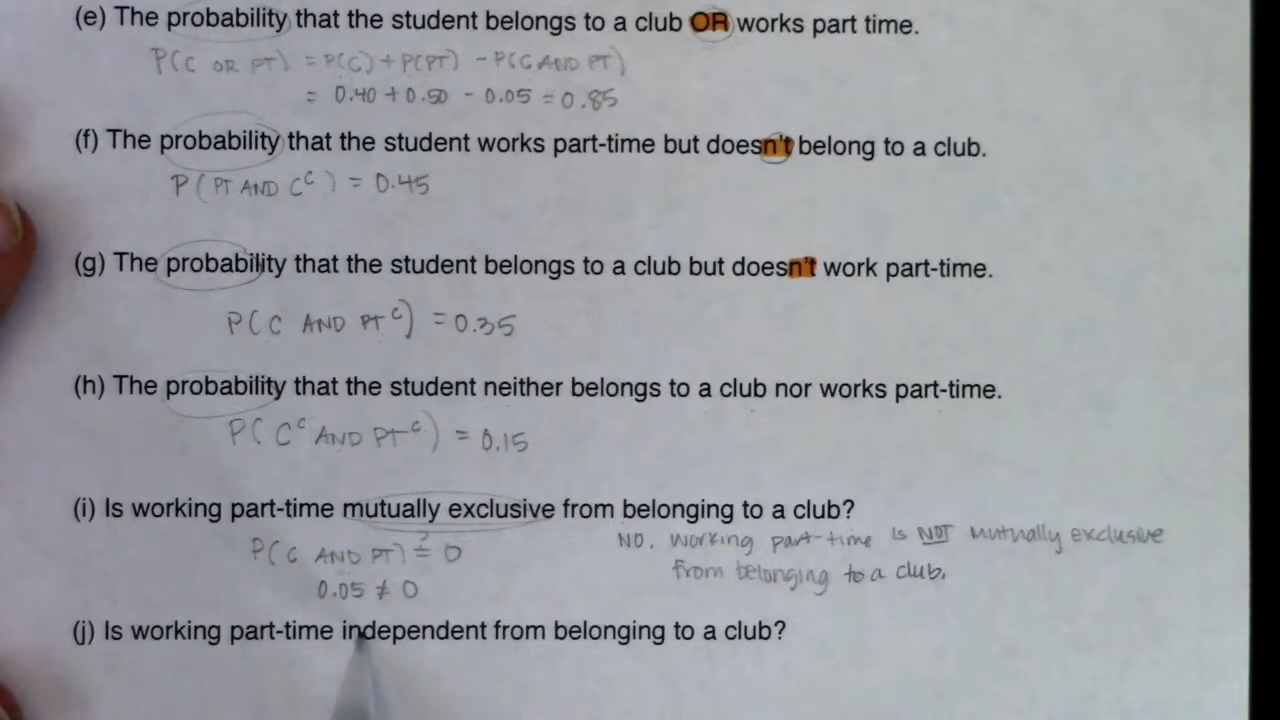 (e) The probability that the student belongs to a club OR works part time.
P(C OR PT) = P(C) + P(PT) - P(C AND PT)
= 0.40 + 0.50 - 0.05 = 0.85
(f) The probability that the student works part-time but doesn't belong to a club.
P(PT AND Cᶜ) = 0.45
(g) The probability that the student belongs to a club but doesn't work part-time.
P(C AND PTᶜ) = 0.35
(h) The probability that the student neither belongs to a club nor works part-time.
P(Cᶜ AND PTᶜ) = 0.15
(i) Is working part-time mutually exclusive from belonging to a club?
P(C AND PT) ≟ 0
NO, working part-time is NOT mutually exclusive
from belonging to a club.
0.05 ≠ 0
(j) Is working part-time independent from belonging to a club?